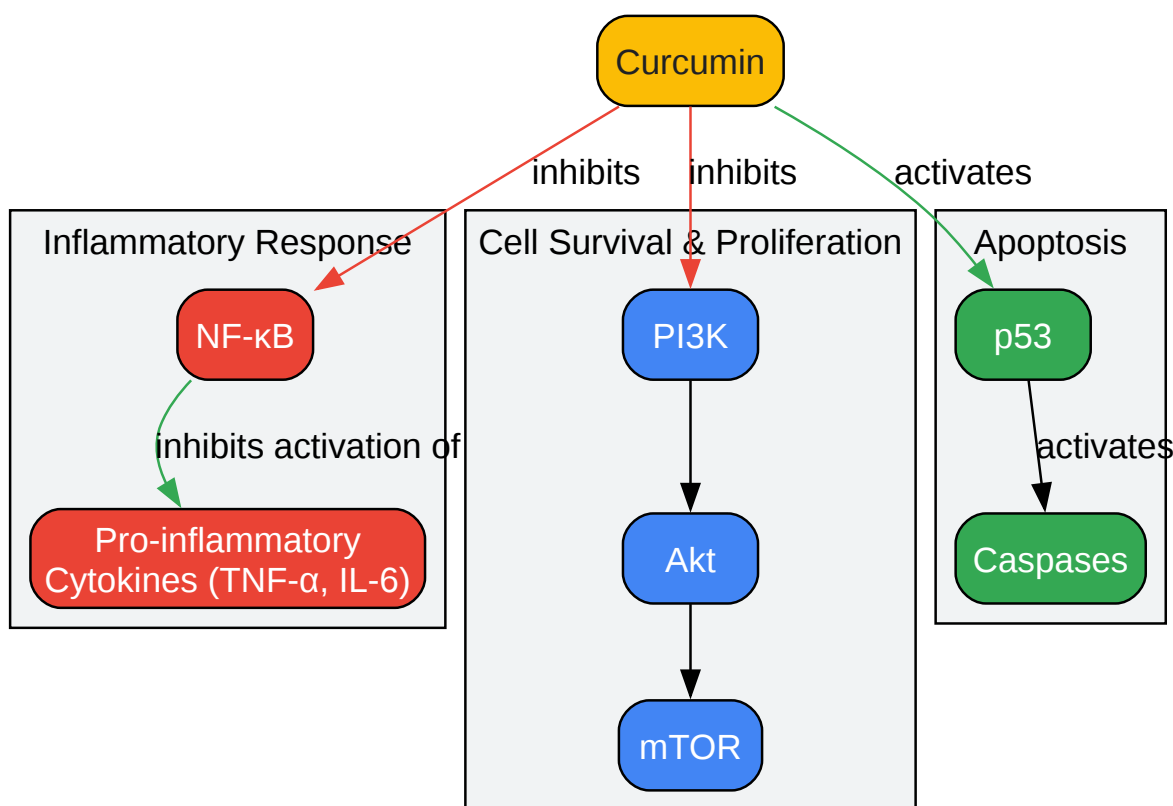 Curcumin
inhibits
inhibits
activates
Inflammatory Response
Cell Survival & Proliferation
Apoptosis
NF-κB
PI3K
p53
inhibits activation of
activates
Pro-inflammatory
Cytokines (TNF-α, IL-6)
Akt
Caspases
mTOR